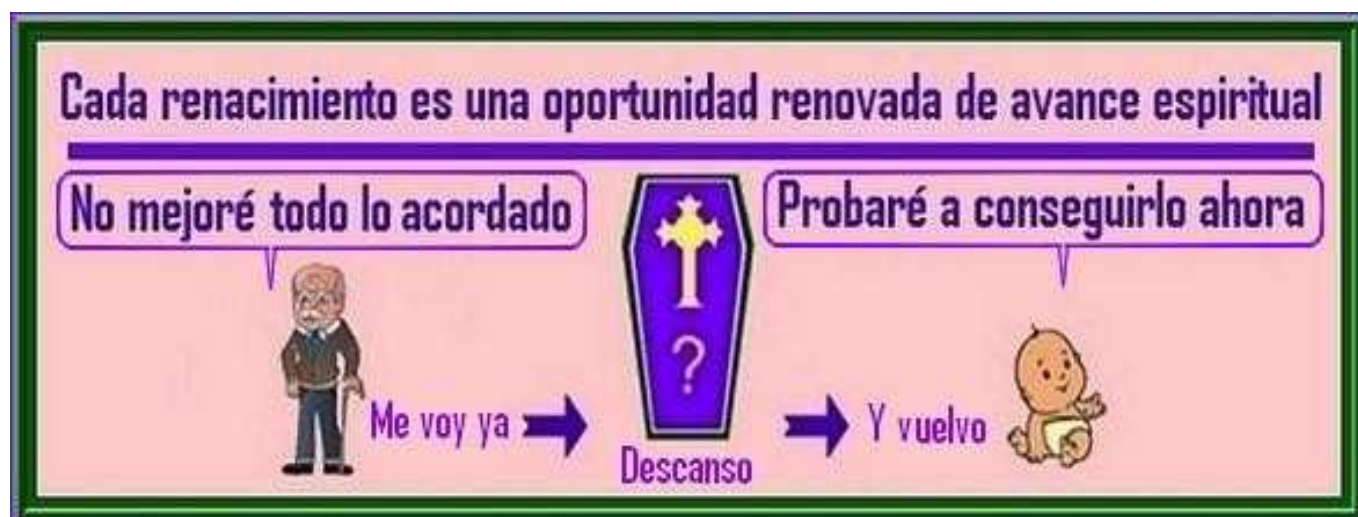 Cada renacimiento es una oportunidad renovada de avance espiritual
No mejoré todo lo acordado
Probaré a conseguirlo ahora
?
Me voy ya
Y vuelvo
Descanso